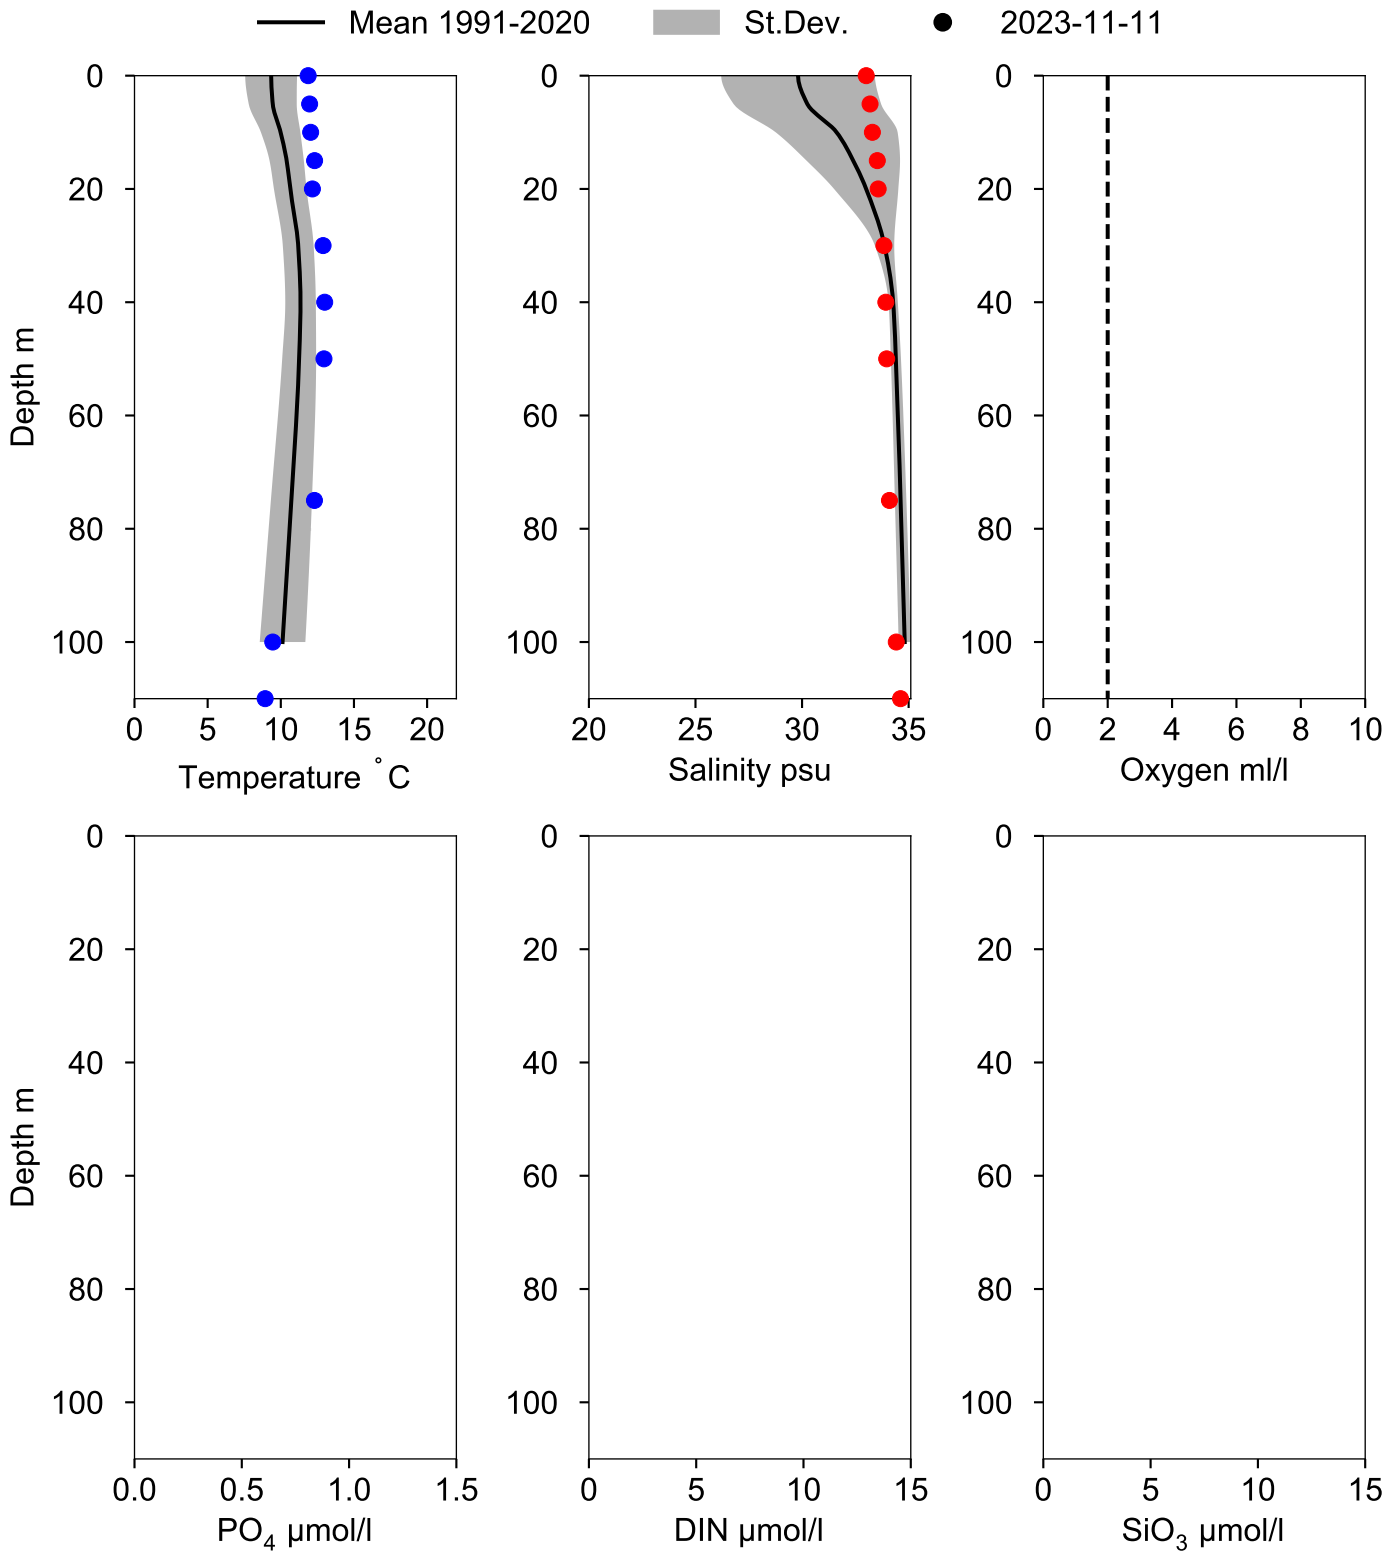 Mean 1991-2020 St.Dev. 2023-11-11
0 0 0
20 20 20
40 40 40
Depth m
60 60 60
80 80 80
100 100 100
0 5 10 15 20 20 25 30 35 0 2 4 6 8 10
Temperature °C Salinity psu Oxygen ml/l
0 0 0
20 20 20
40 40 40
Depth m
60 60 60
80 80 80
100 100 100
0.0 0.5 1.0 1.5 0 5 10 15 0 5 10 15
PO₄ µmol/l DIN µmol/l SiO₃ µmol/l